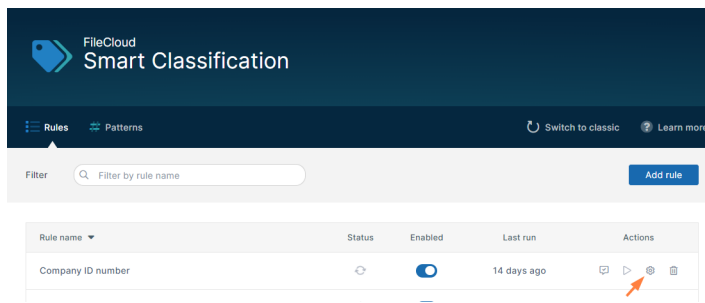 FileCloud
Smart Classification
Rules Patterns Switch to classic Learn more
Filter Filter by rule name Add rule
Rule name Status Enabled Last run Actions
Company ID number 14 days ago